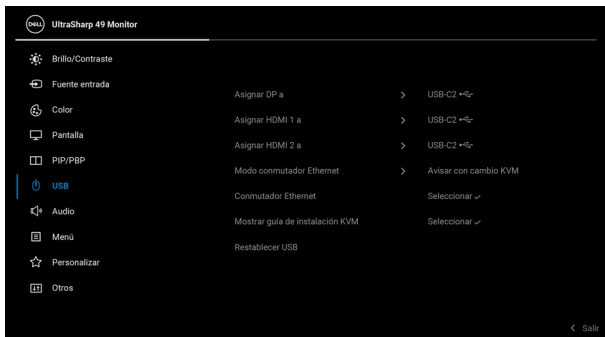 DELL UltraSharp 49 Monitor
Brillo/Contraste
Fuente entrada
Color
Pantalla
PIP/PBP
USB
Audio
Menú
Personalizar
Otros
Asignar DP a > USB-C2
Asignar HDMI 1 a > USB-C2
Asignar HDMI 2 a > USB-C2
Modo conmutador Ethernet > Avisar con cambio KVM
Conmutador Ethernet Seleccionar ✓
Mostrar guía de instalación KVM Seleccionar ✓
Restablecer USB
< Salir